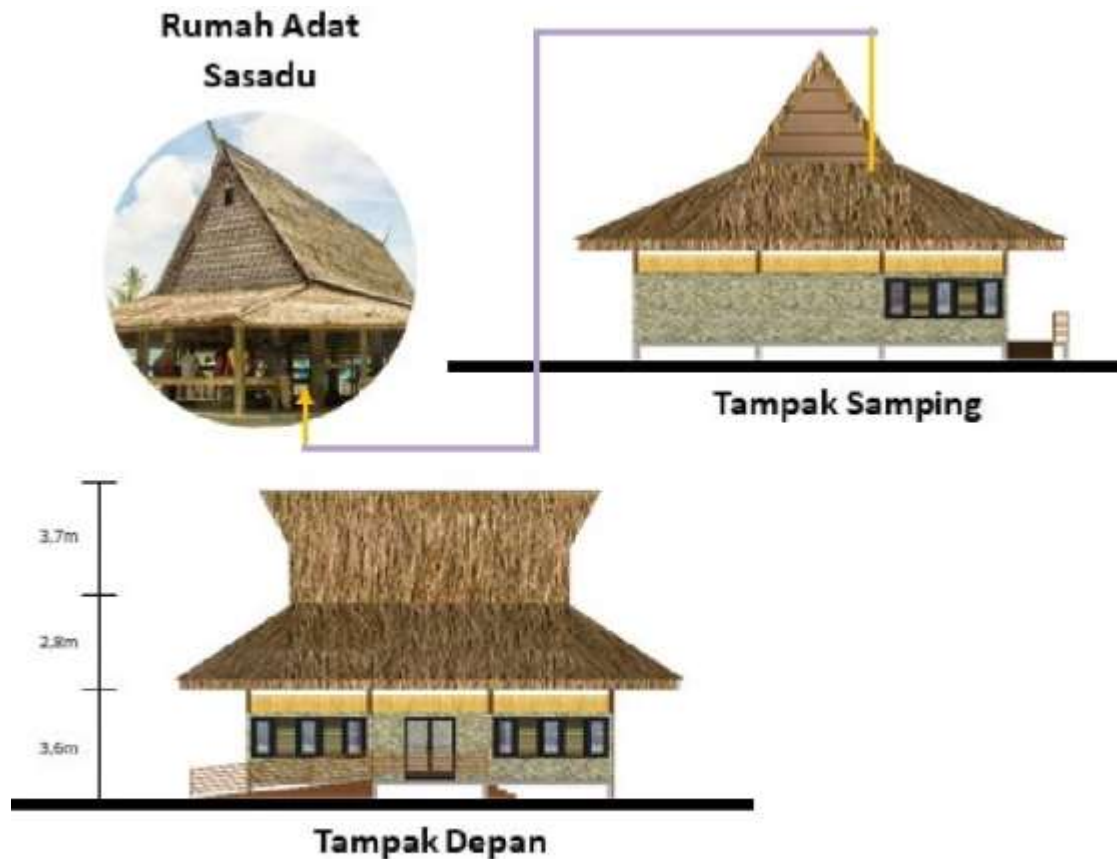 Rumah Adat
Sasadu
Tampak Samping
3,7m
2,8m
3,6m
Tampak Depan